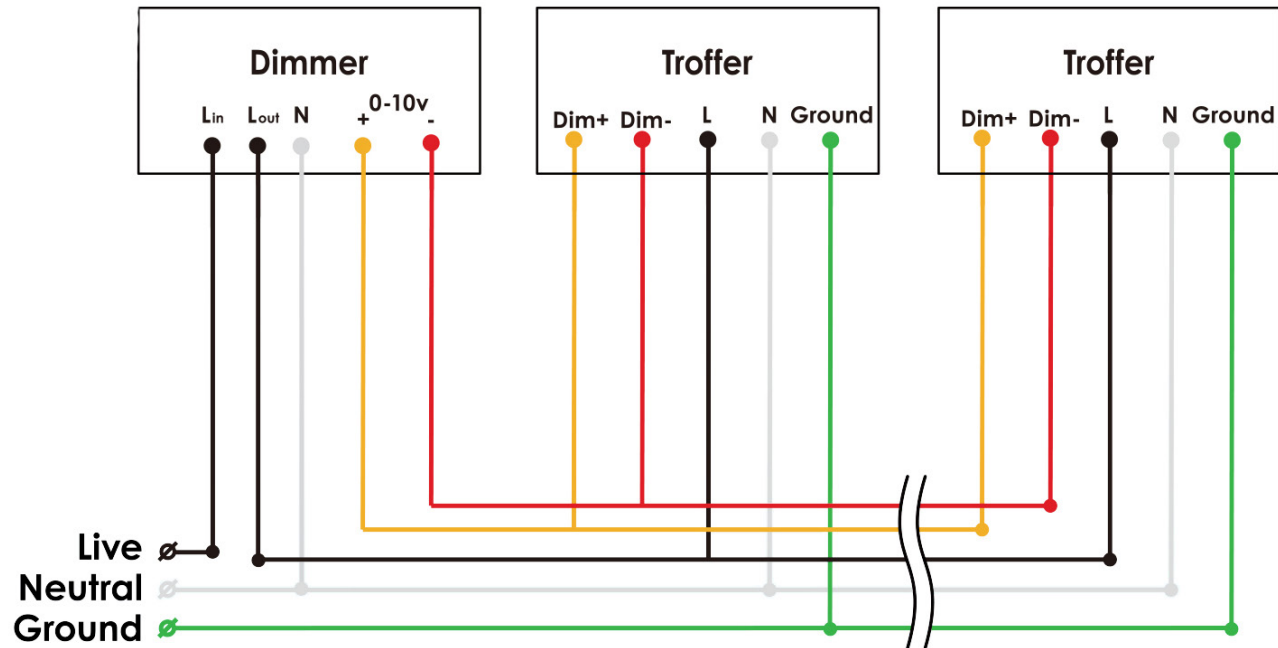 Dimmer
Lin Lout N + 0-10v -
Troffer
Dim+ Dim- L N Ground
Troffer
Dim+ Dim- L N Ground
Live
Neutral
Ground